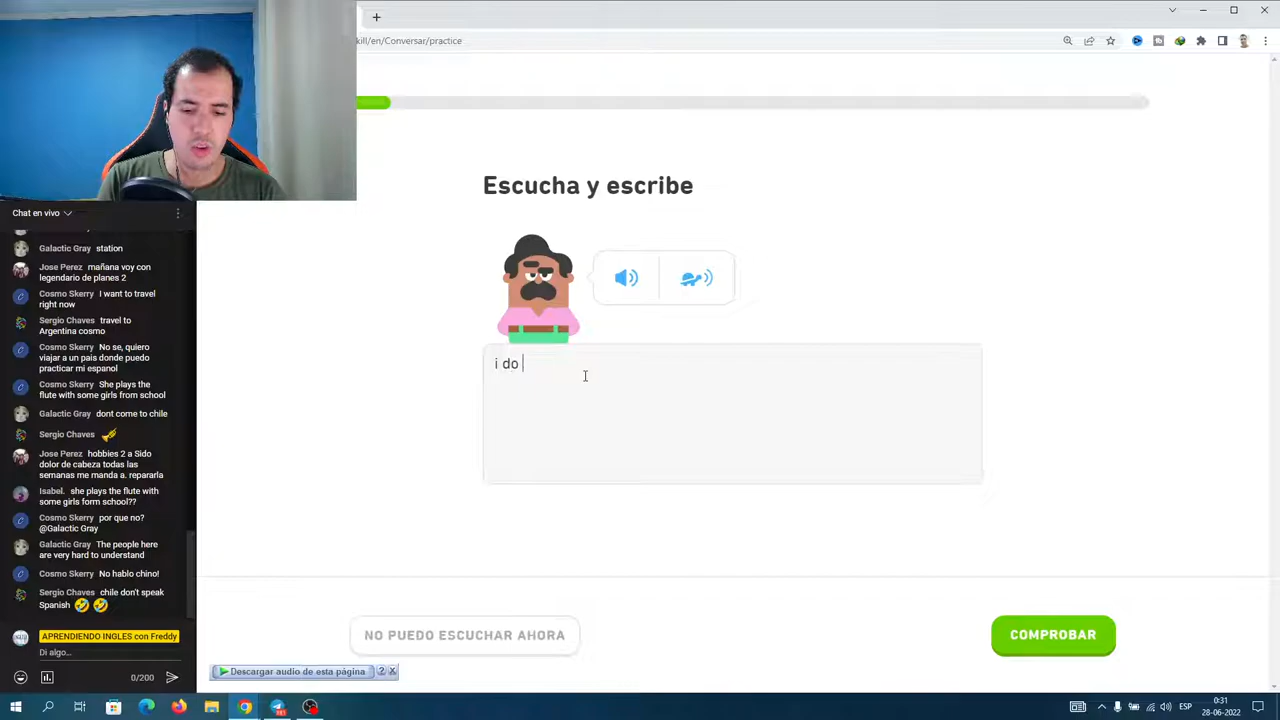 kill/en/Conversar/practice
Escucha y escribe
i do
NO PUEDO ESCUCHAR AHORA
COMPROBAR
Descargar audio de esta página
Chat en vivo
Galactic Gray station
Jose Perez mañana voy con
legendario de planes 2
Cosmo Skerry I want to travel
right now
Sergio Chaves travel to
Argentina cosmo
Cosmo Skerry No se, quiero
viajar a un pais donde puedo
practicar mi espanol
Cosmo Skerry She plays the
flute with some girls from school
Galactic Gray dont come to chile
Sergio Chaves 🎺
Jose Perez hobbies 2 a Sido
dolor de cabeza todas las
semanas me manda a. repararla
Isabel. she plays the flute with
some girls form school??
Cosmo Skerry por que no?
@Galactic Gray
Galactic Gray The people here
are very hard to understand
Cosmo Skerry No hablo chino!
Sergio Chaves chile don't speak
Spanish 🤣 🤣
APRENDIENDO INGLES con Freddy
Di algo...
0/200
ESP
0:31
28-06-2022